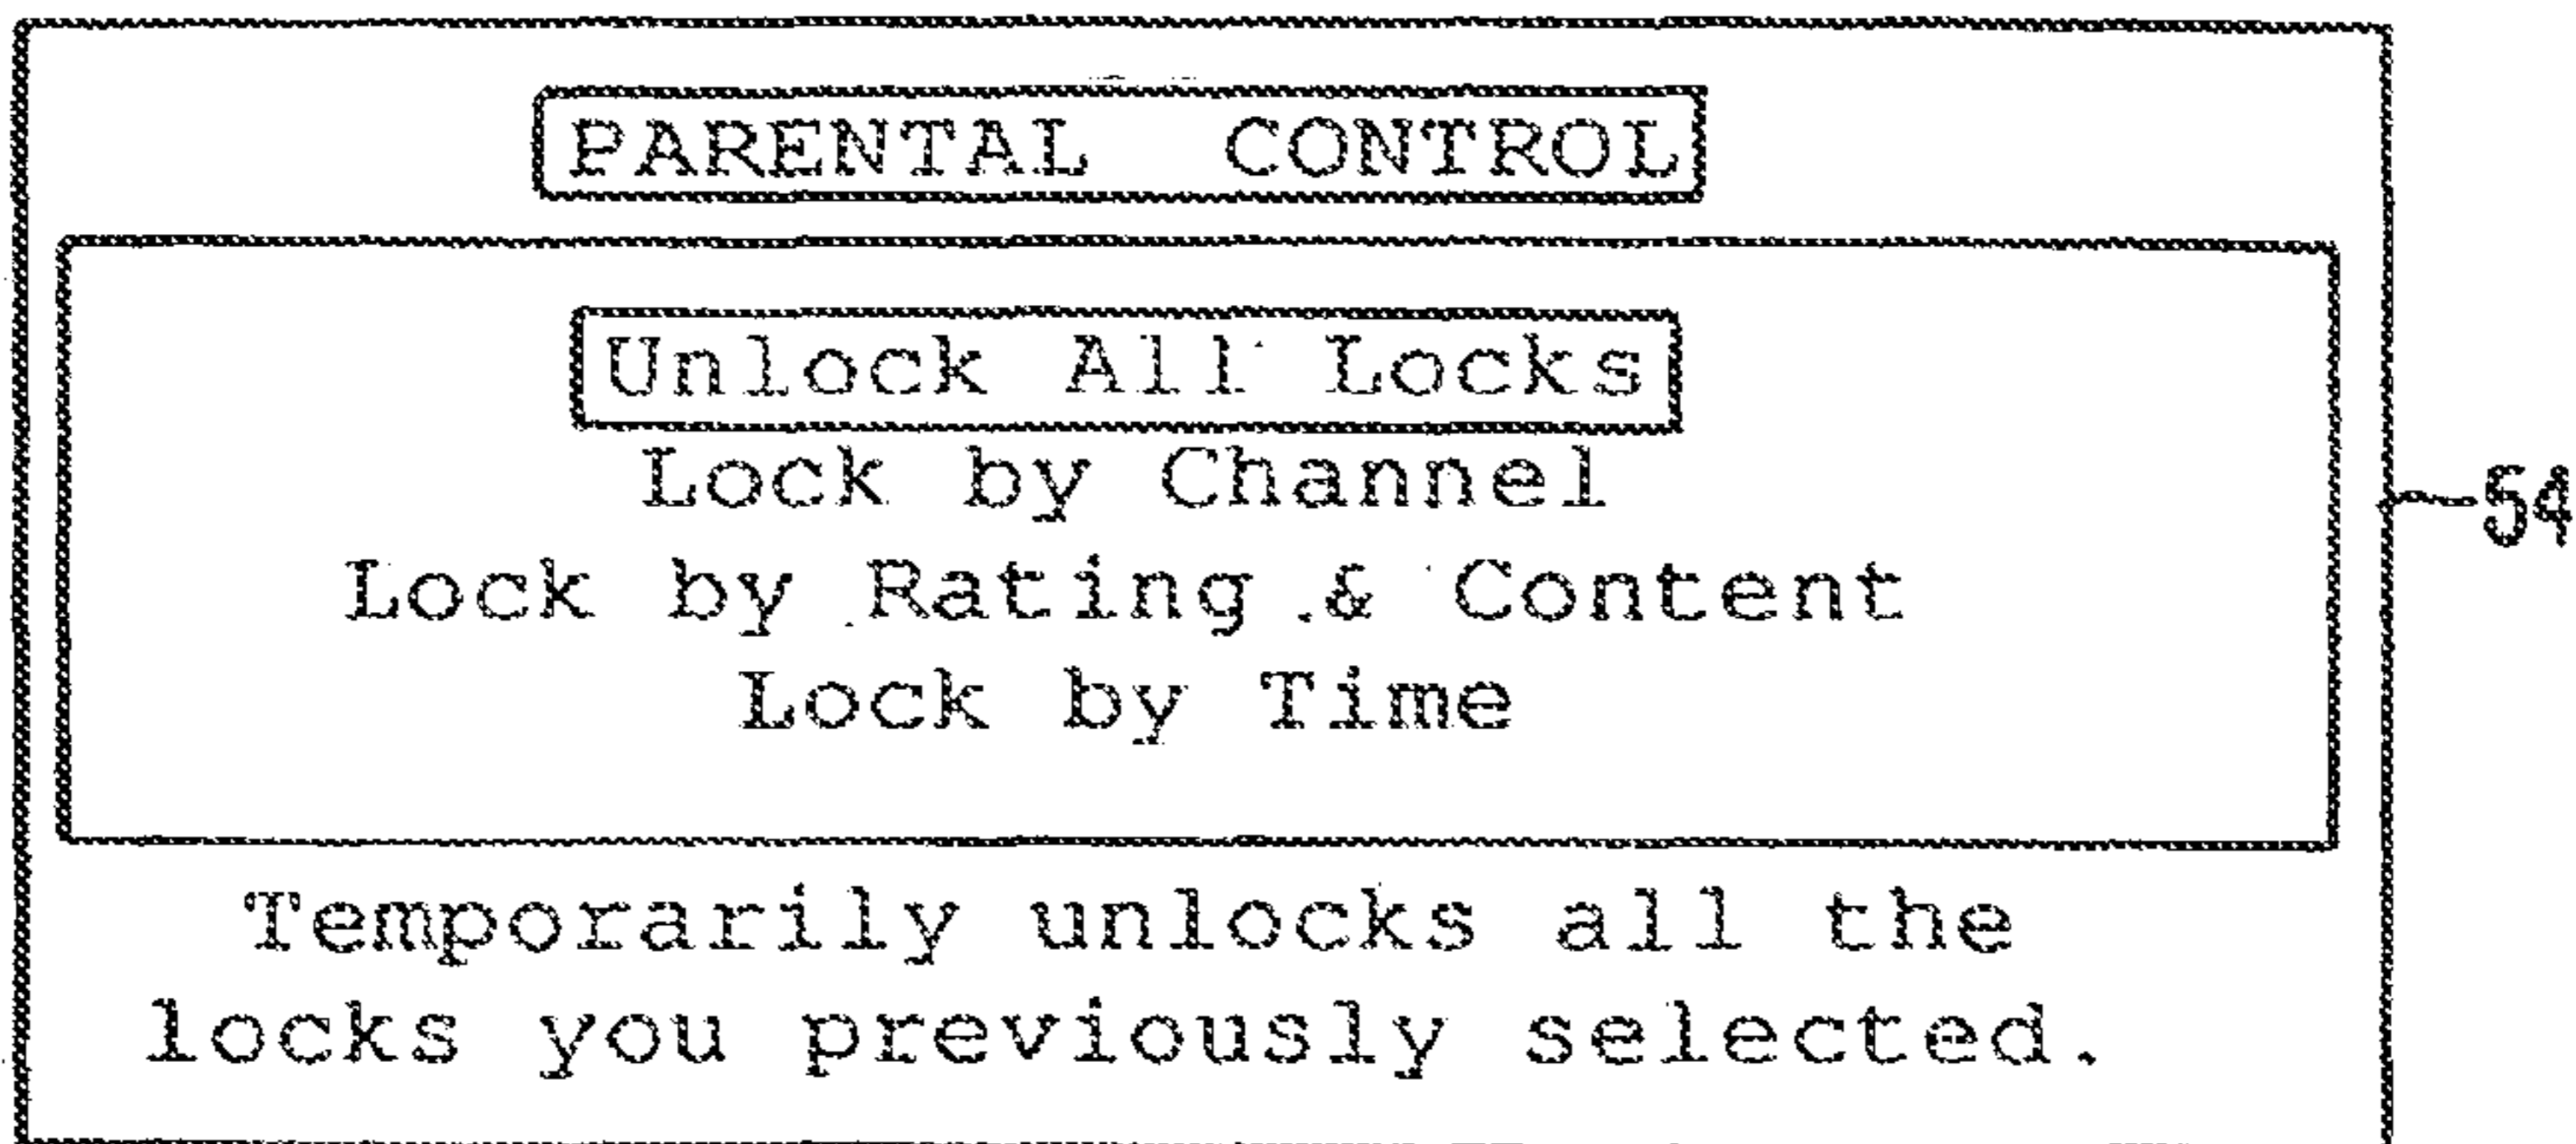 PARENTAL CONTROL
Unlock All Locks
Lock by Channel
Lock by Rating & Content
Lock by Time
54
Temporarily unlocks all the
locks you previously selected.